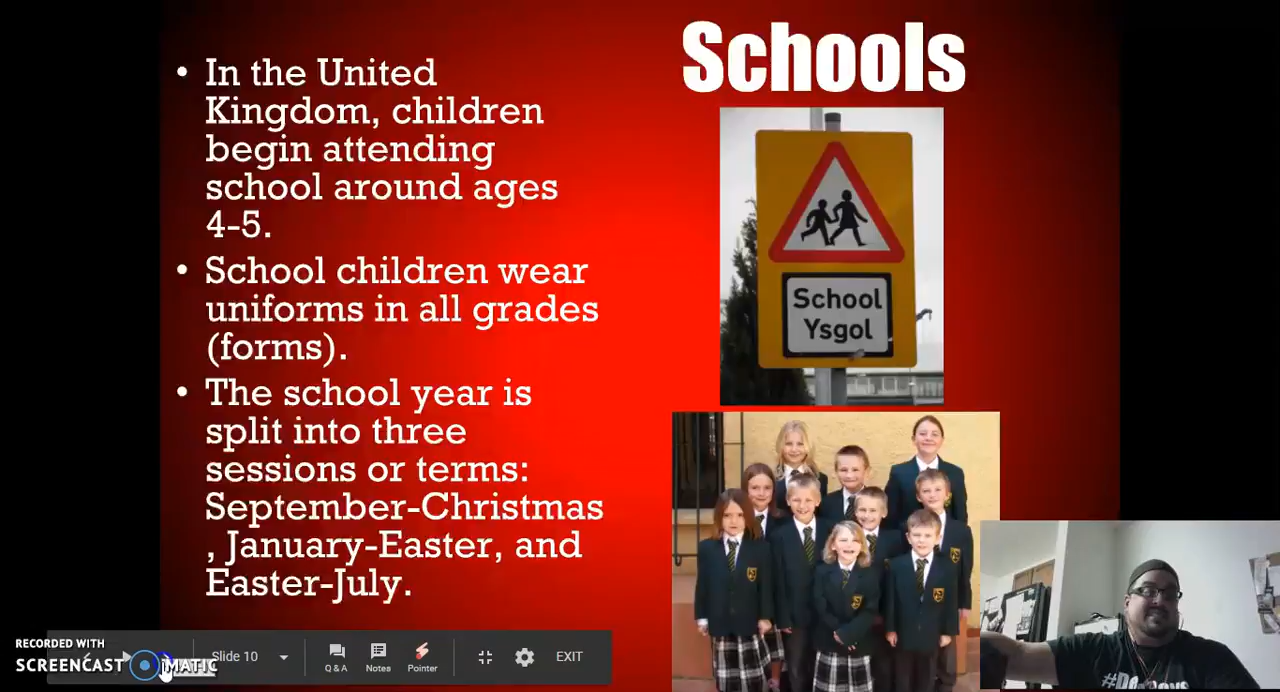 Schools
• In the United
Kingdom, children
begin attending
school around ages
4-5.
• School children wear
uniforms in all grades
(forms).
• The school year is
split into three
sessions or terms:
September-Christmas
, January-Easter, and
Easter-July.
School
Ysgol
RECORDED WITH
SCREENCAST MATIC
Slide 10
Q & A
Notes
Pointer
EXIT